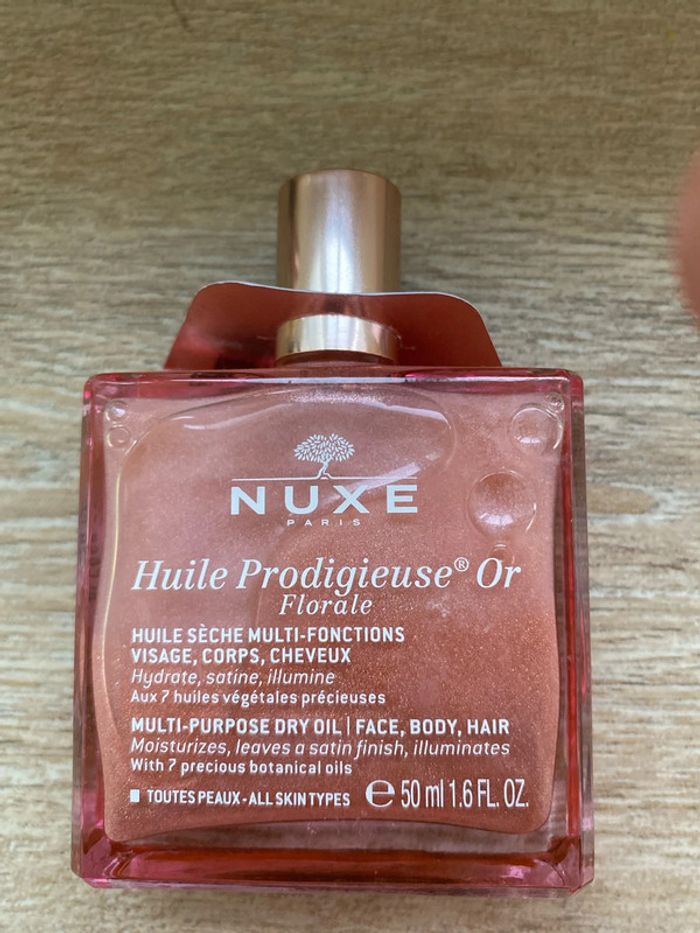 NUXE
PARIS
Huile Prodigieuse® Or
Florale
HUILE SÈCHE MULTI-FONCTIONS
VISAGE, CORPS, CHEVEUX
Hydrate, satine, illumine
Aux 7 huiles végétales précieuses
MULTI-PURPOSE DRY OIL | FACE, BODY, HAIR
Moisturizes, leaves a satin finish, illuminates
With 7 precious botanical oils
TOUTES PEAUX - ALL SKIN TYPES ℮ 50 ml 1.6 FL. OZ.